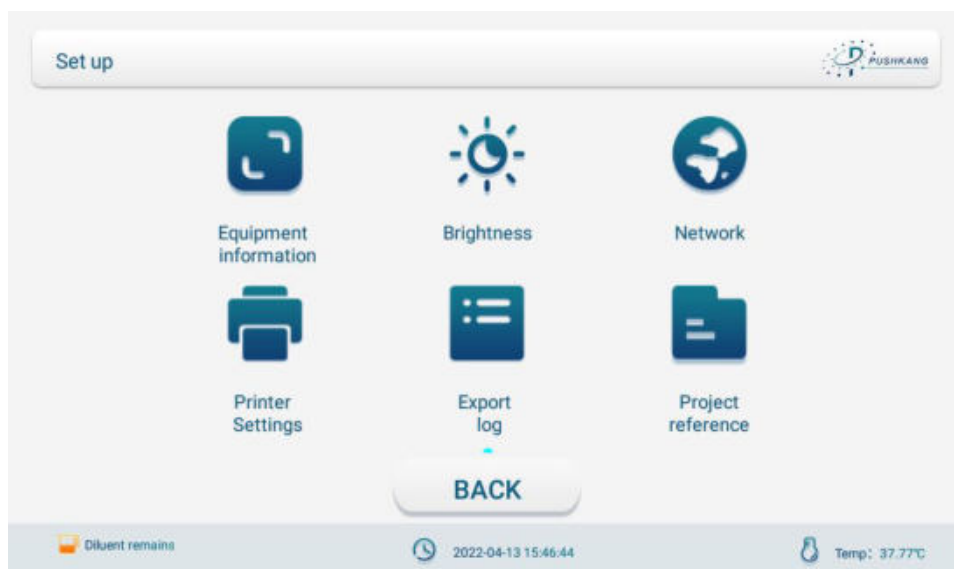 Set up
PUSHKANG
Equipment
information
Brightness
Network
Printer
Settings
Export
log
Project
reference
BACK
Diluent remains
2022-04-13 15:46:44
Temp: 37.77℃